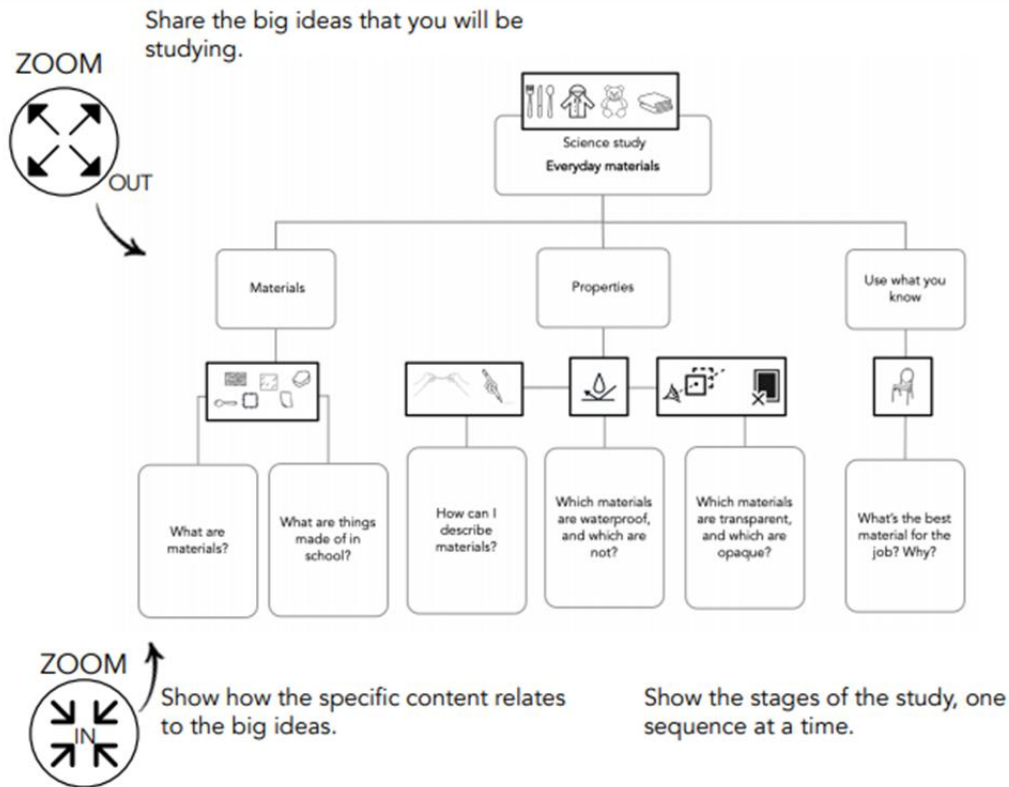 Share the big ideas that you will be
studying.
ZOOM
OUT
Science study
Everyday materials
Materials
Properties
Use what you
know
What are
materials?
What are things
made of in
school?
How can I
describe
materials?
Which materials
are waterproof,
and which are
not?
Which materials
are transparent,
and which are
opaque?
What's the best
material for the
job? Why?
ZOOM
IN
Show how the specific content relates
to the big ideas.
Show the stages of the study, one
sequence at a time.